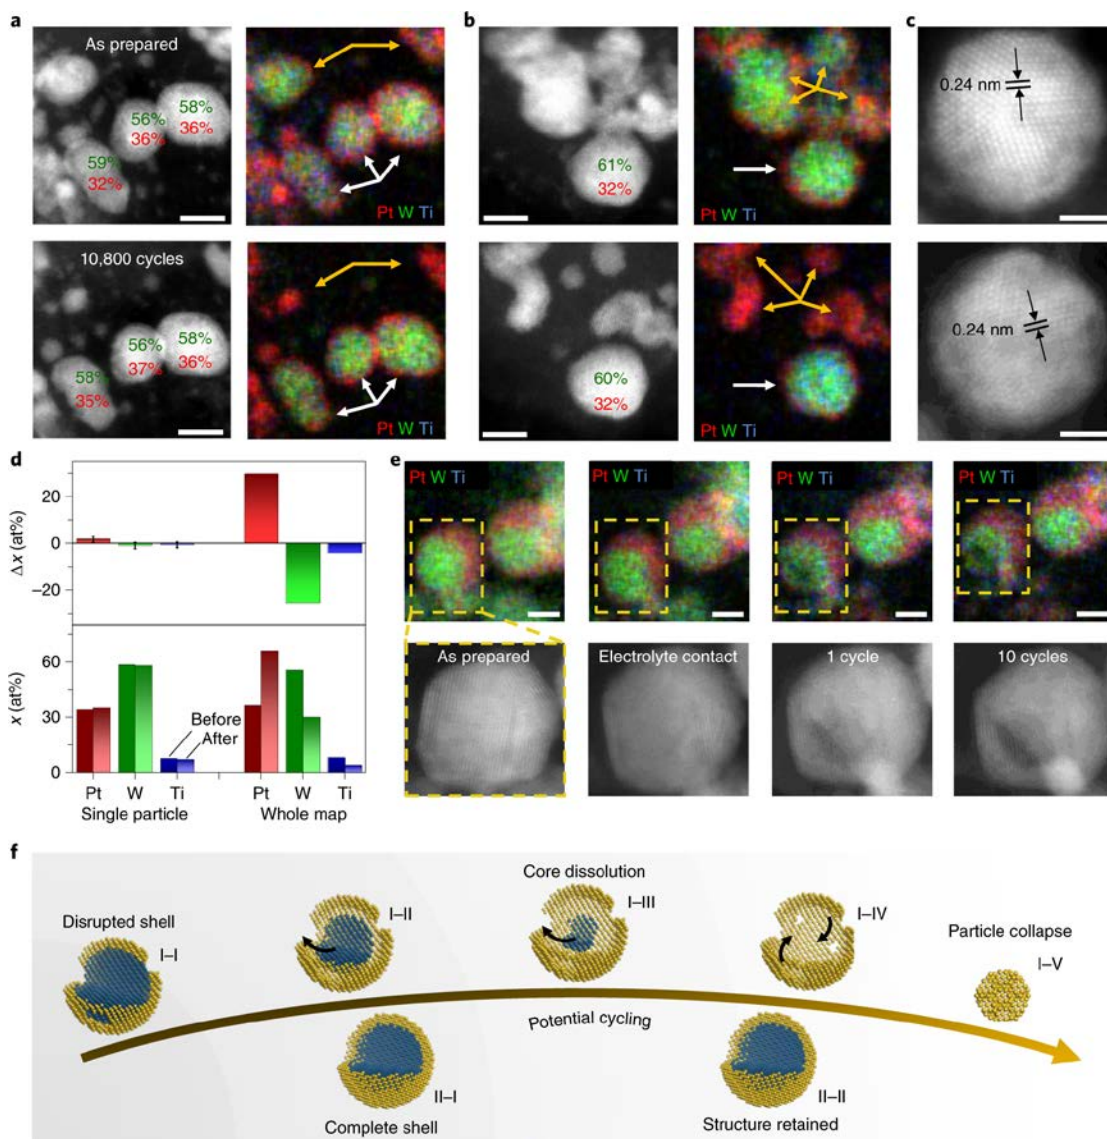 a
As prepared
58%
36%
56%
36%
59%
32%
Pt W Ti
10,800 cycles
58%
36%
56%
37%
58%
35%
Pt W Ti
b
61%
32%
Pt W Ti
60%
32%
Pt W Ti
c
0.24 nm
0.24 nm
d
Δx (at%)
20
0
−20
x (at%)
60
30
0
Before
After
Pt W Ti Pt W Ti
Single particle Whole map
e
Pt W Ti
Pt W Ti
Pt W Ti
Pt W Ti
As prepared
Electrolyte contact
1 cycle
10 cycles
f
Disrupted shell
I–I
I–II
Core dissolution
I–III
I–IV
Particle collapse
I–V
Potential cycling
II–I
Complete shell
II–II
Structure retained